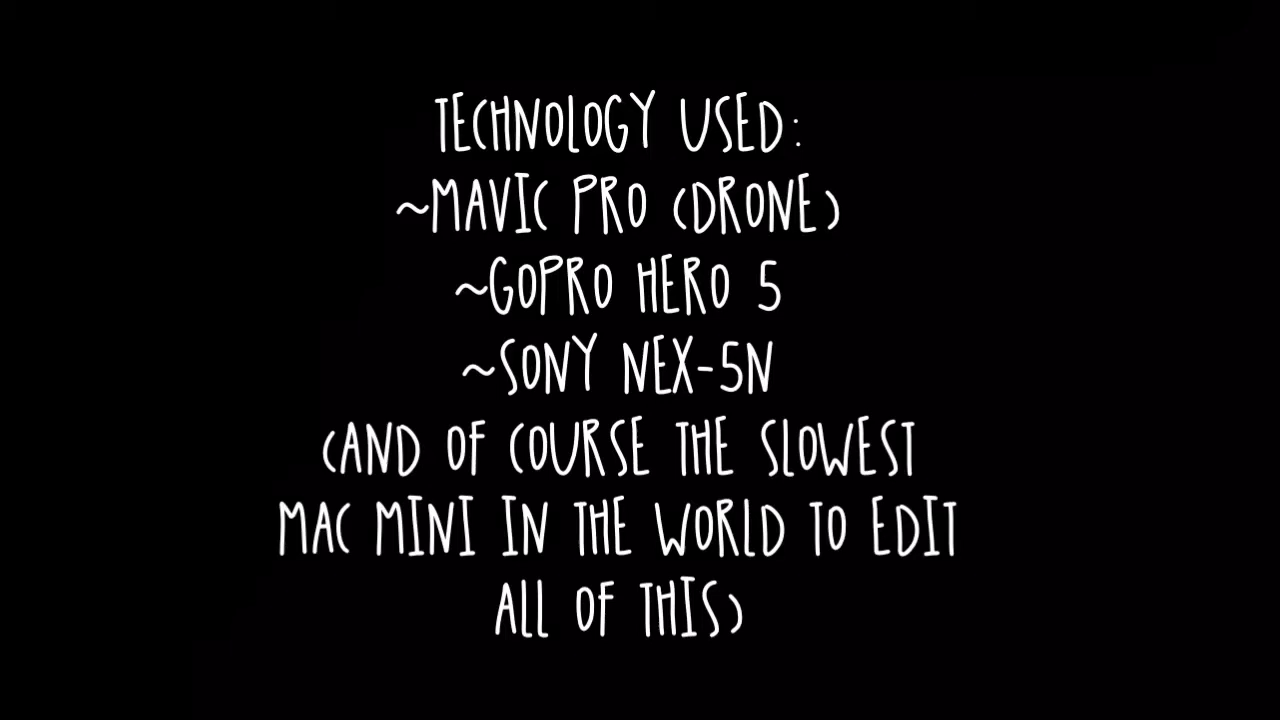 TECHNOLOGY USED:
~MAVIC PRO (DRONE)
~GOPRO HERO 5
~SONY NEX-5N
(AND OF COURSE THE SLOWEST
MAC MINI IN THE WORLD TO EDIT
ALL OF THIS)